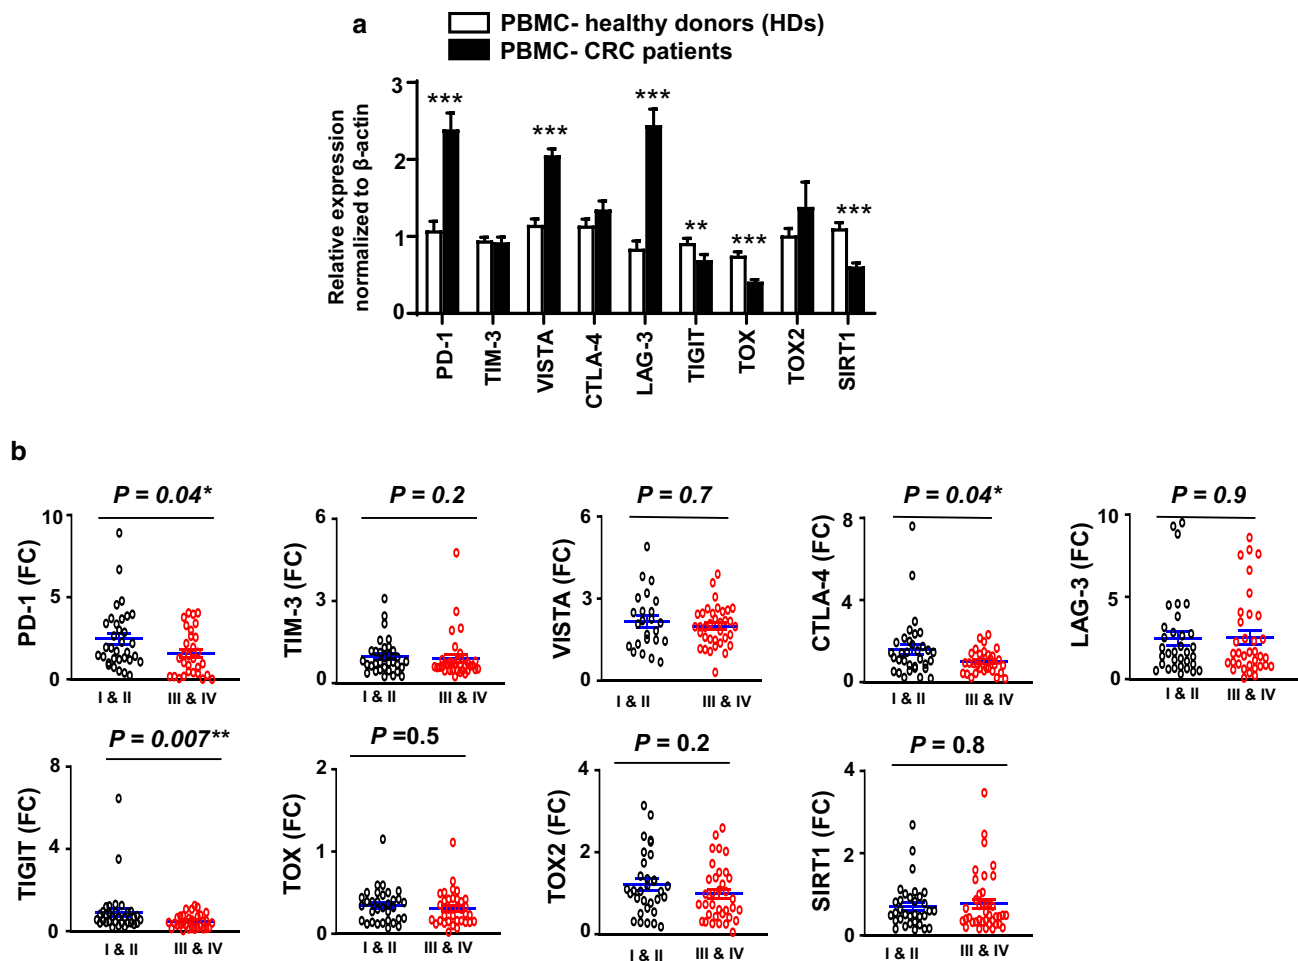 a
PBMC- healthy donors (HDs)
PBMC- CRC patients
Relative expression
normalized to β-actin
3
2
1
0
***
***
***
**
***
***
PD-1
TIM-3
VISTA
CTLA-4
LAG-3
TIGIT
TOX
TOX2
SIRT1
b
P = 0.04*
PD-1 (FC)
10
5
0
I & II
III & IV
P = 0.2
TIM-3 (FC)
6
3
0
I & II
III & IV
P = 0.7
VISTA (FC)
6
3
0
I & II
III & IV
P = 0.04*
CTLA-4 (FC)
8
4
0
I & II
III & IV
P = 0.9
LAG-3 (FC)
10
5
0
I & II
III & IV
P = 0.007**
TIGIT (FC)
8
4
0
I & II
III & IV
P =0.5
TOX (FC)
2
1
0
I & II
III & IV
P = 0.2
TOX2 (FC)
4
2
0
I & II
III & IV
P = 0.8
SIRT1 (FC)
4
2
0
I & II
III & IV